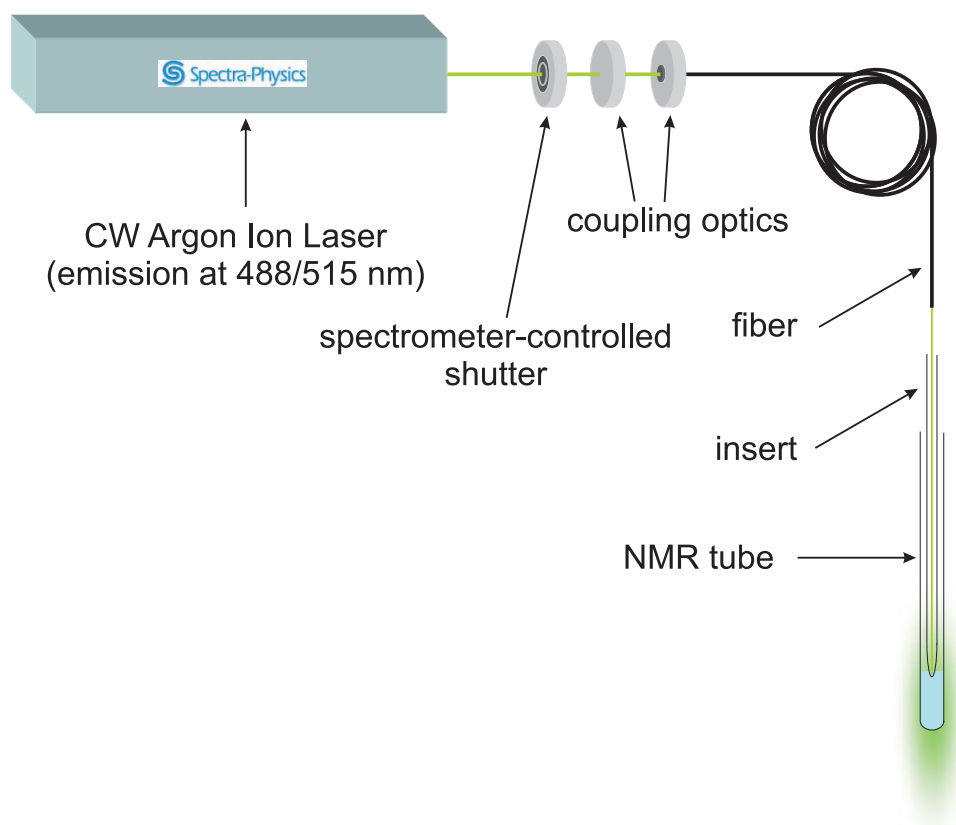 Spectra-Physics
CW Argon Ion Laser
(emission at 488/515 nm)
coupling optics
spectrometer-controlled
shutter
fiber
insert
NMR tube